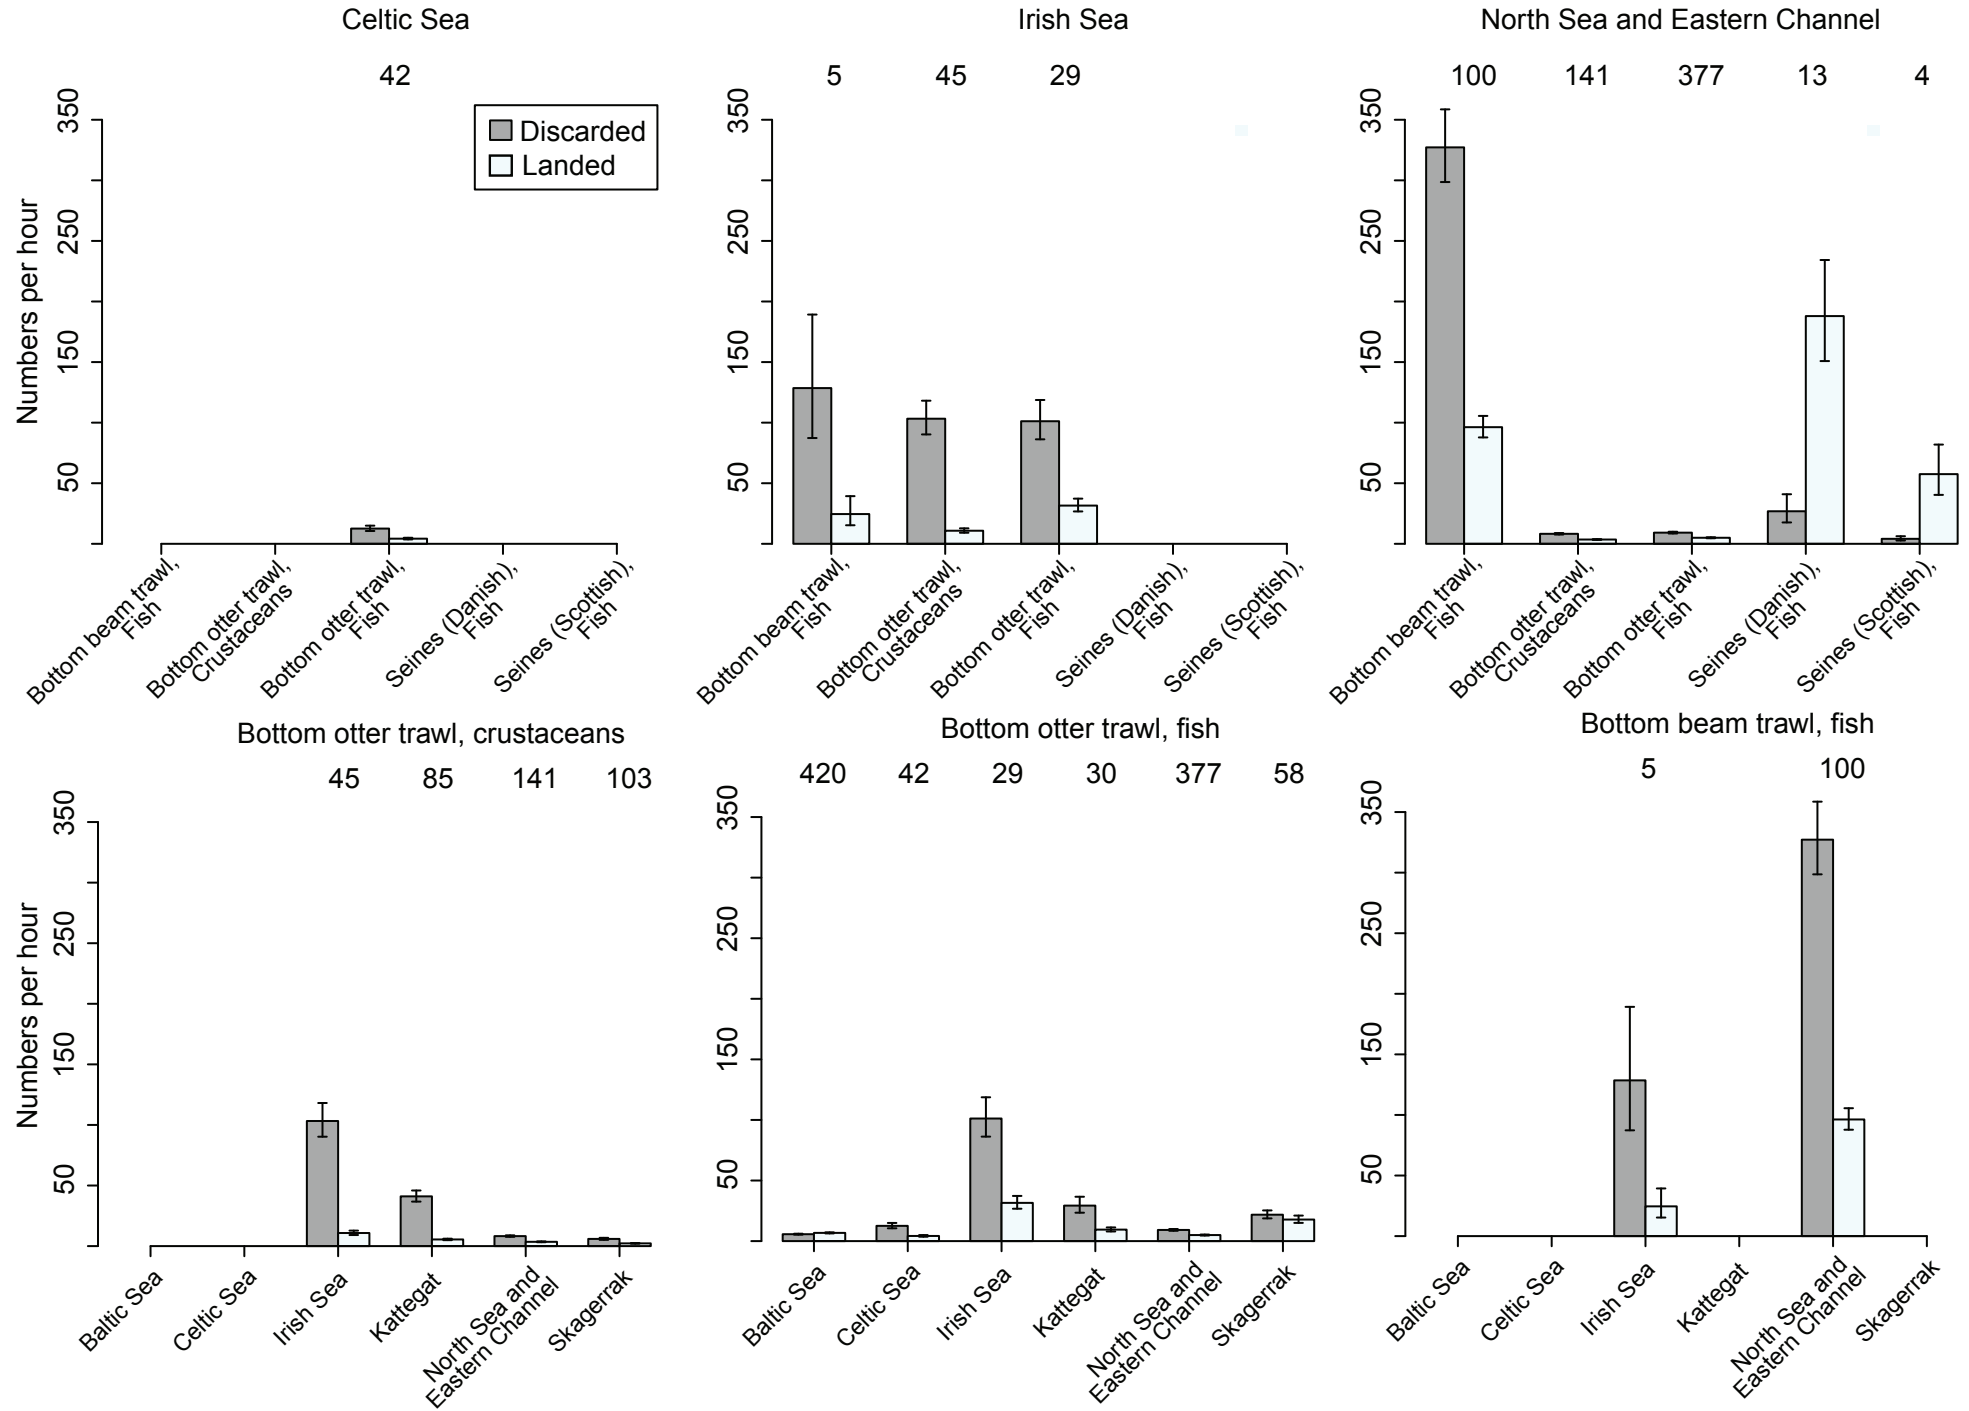 Celtic Sea
42
Discarded
Landed
Numbers per hour
350
250
150
50
Bottom beam trawl,
Fish
Bottom otter trawl,
Crustaceans
Bottom otter trawl,
Fish
Seines (Danish),
Fish
Seines (Scottish),
Fish
Irish Sea
5 45 29
350
250
150
50
Bottom beam trawl,
Fish
Bottom otter trawl,
Crustaceans
Bottom otter trawl,
Fish
Seines (Danish),
Fish
Seines (Scottish),
Fish
North Sea and Eastern Channel
100 141 377 13 4
350
250
150
50
Bottom beam trawl,
Fish
Bottom otter trawl,
Crustaceans
Bottom otter trawl,
Fish
Seines (Danish),
Fish
Seines (Scottish),
Fish
Bottom otter trawl, crustaceans
45 85 141 103
Numbers per hour
350
250
150
50
Baltic Sea
Celtic Sea
Irish Sea
Kattegat
North Sea and
Eastern Channel
Skagerrak
Bottom otter trawl, fish
420 42 29 30 377 58
350
250
150
50
Baltic Sea
Celtic Sea
Irish Sea
Kattegat
North Sea and
Eastern Channel
Skagerrak
Bottom beam trawl, fish
5 100
350
250
150
50
Baltic Sea
Celtic Sea
Irish Sea
Kattegat
North Sea and
Eastern Channel
Skagerrak